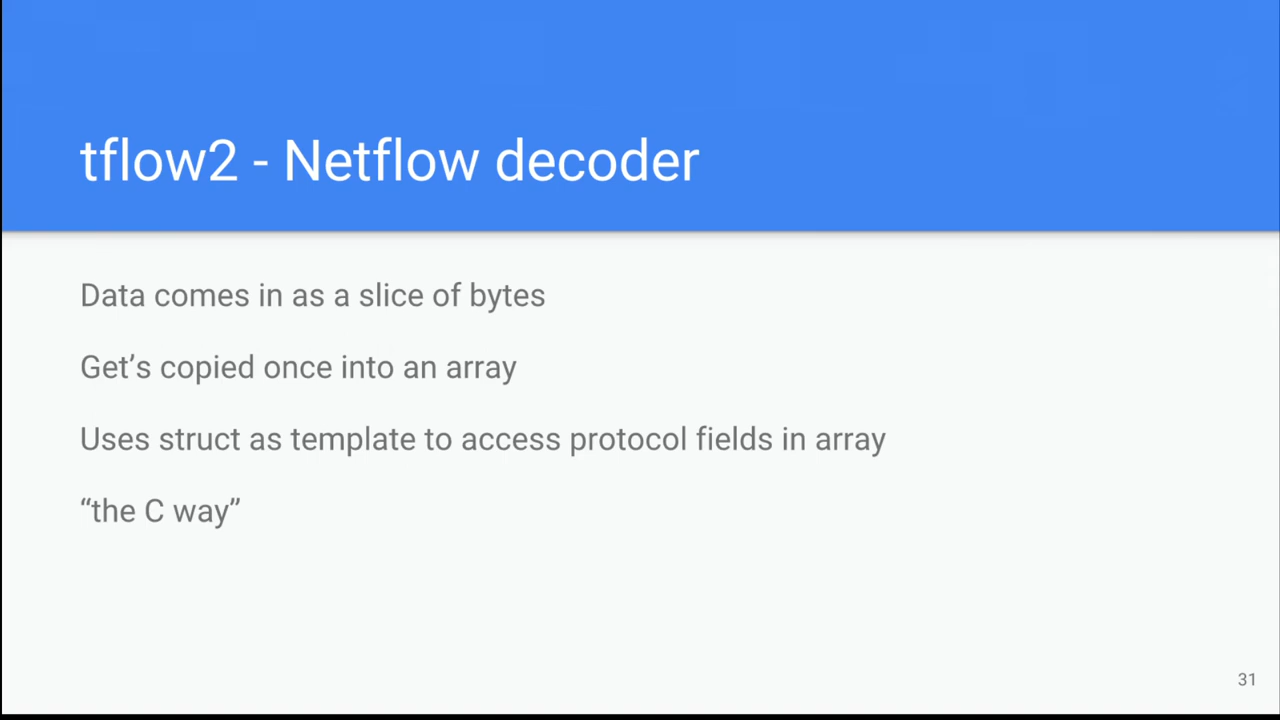 tflow2 - Netflow decoder
Data comes in as a slice of bytes
Get’s copied once into an array
Uses struct as template to access protocol fields in array
“the C way”
31